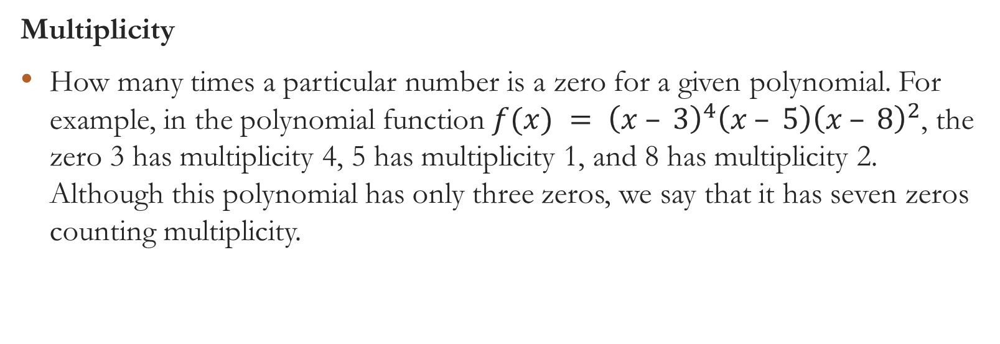 Multiplicity
• How many times a particular number is a zero for a given polynomial. For
example, in the polynomial function f(x) = (x – 3)⁴(x – 5)(x – 8)², the
zero 3 has multiplicity 4, 5 has multiplicity 1, and 8 has multiplicity 2.
Although this polynomial has only three zeros, we say that it has seven zeros
counting multiplicity.